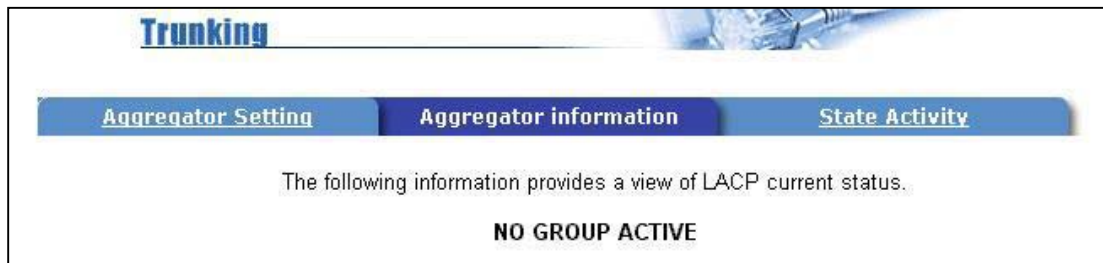 Trunking
Aggregator Setting Aggregator information State Activity
The following information provides a view of LACP current status.
NO GROUP ACTIVE